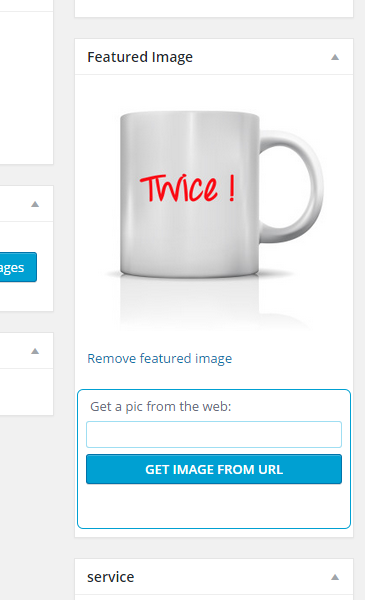 Featured Image
Twice !
ages
Remove featured image
Get a pic from the web:
GET IMAGE FROM URL
service